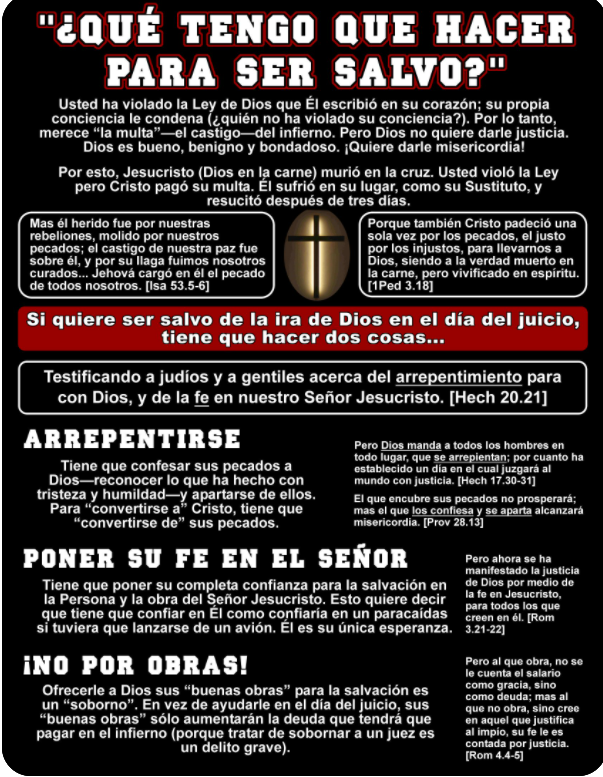 "¿QUÉ TENGO QUE HACER
PARA SER SALVO?"
Usted ha violado la Ley de Dios que Él escribió en su corazón; su propia
conciencia le condena (¿quién no ha violado su conciencia?). Por lo tanto,
merece “la multa”—el castigo—del infierno. Pero Dios no quiere darle justicia.
Dios es bueno, benigno y bondadoso. ¡Quiere darle misericordia!
Por esto, Jesucristo (Dios en la carne) murió en la cruz. Usted violó la Ley
pero Cristo pagó su multa. Él sufrió en su lugar, como su Sustituto, y
resucitó después de tres días.
Mas él herido fue por nuestras
rebeliones, molido por nuestros
pecados; el castigo de nuestra paz fue
sobre él, y por su llaga fuimos nosotros
curados... Jehová cargó en él el pecado
de todos nosotros. [Isa 53.5-6]
Porque también Cristo padeció una
sola vez por los pecados, el justo
por los injustos, para llevarnos a
Dios, siendo a la verdad muerto en
la carne, pero vivificado en espíritu.
[1Ped 3.18]
Si quiere ser salvo de la ira de Dios en el día del juicio,
tiene que hacer dos cosas...
Testificando a judíos y a gentiles acerca del arrepentimiento para
con Dios, y de la fe en nuestro Señor Jesucristo. [Hech 20.21]
ARREPENTIRSE
Tiene que confesar sus pecados a
Dios—reconocer lo que ha hecho con
tristeza y humildad—y apartarse de ellos.
Para “convertirse a” Cristo, tiene que
“convertirse de” sus pecados.
Pero Dios manda a todos los hombres en
todo lugar, que se arrepientan; por cuanto ha
establecido un día en el cual juzgará al
mundo con justicia. [Hech 17.30-31]
El que encubre sus pecados no prosperará;
mas el que los confiesa y se aparta alcanzará
misericordia. [Prov 28.13]
PONER SU FE EN EL SEÑOR
Tiene que poner su completa confianza para la salvación en
la Persona y la obra del Señor Jesucristo. Esto quiere decir
que tiene que confiar en Él como confiaría en un paracaídas
si tuviera que lanzarse de un avión. Él es su única esperanza.
Pero ahora se ha
manifestado la justicia
de Dios por medio de
la fe en Jesucristo,
para todos los que
creen en él. [Rom
3.21-22]
¡NO POR OBRAS!
Ofrecerle a Dios sus “buenas obras” para la salvación es
un “soborno”. En vez de ayudarle en el día del juicio, sus
“buenas obras” sólo aumentarán la deuda que tendrá que
pagar en el infierno (porque tratar de sobornar a un juez es
un delito grave).
Pero al que obra, no se
le cuenta el salario
como gracia, sino
como deuda; mas al
que no obra, sino cree
en aquel que justifica
al impío, su fe le es
contada por justicia.
[Rom 4.4-5]